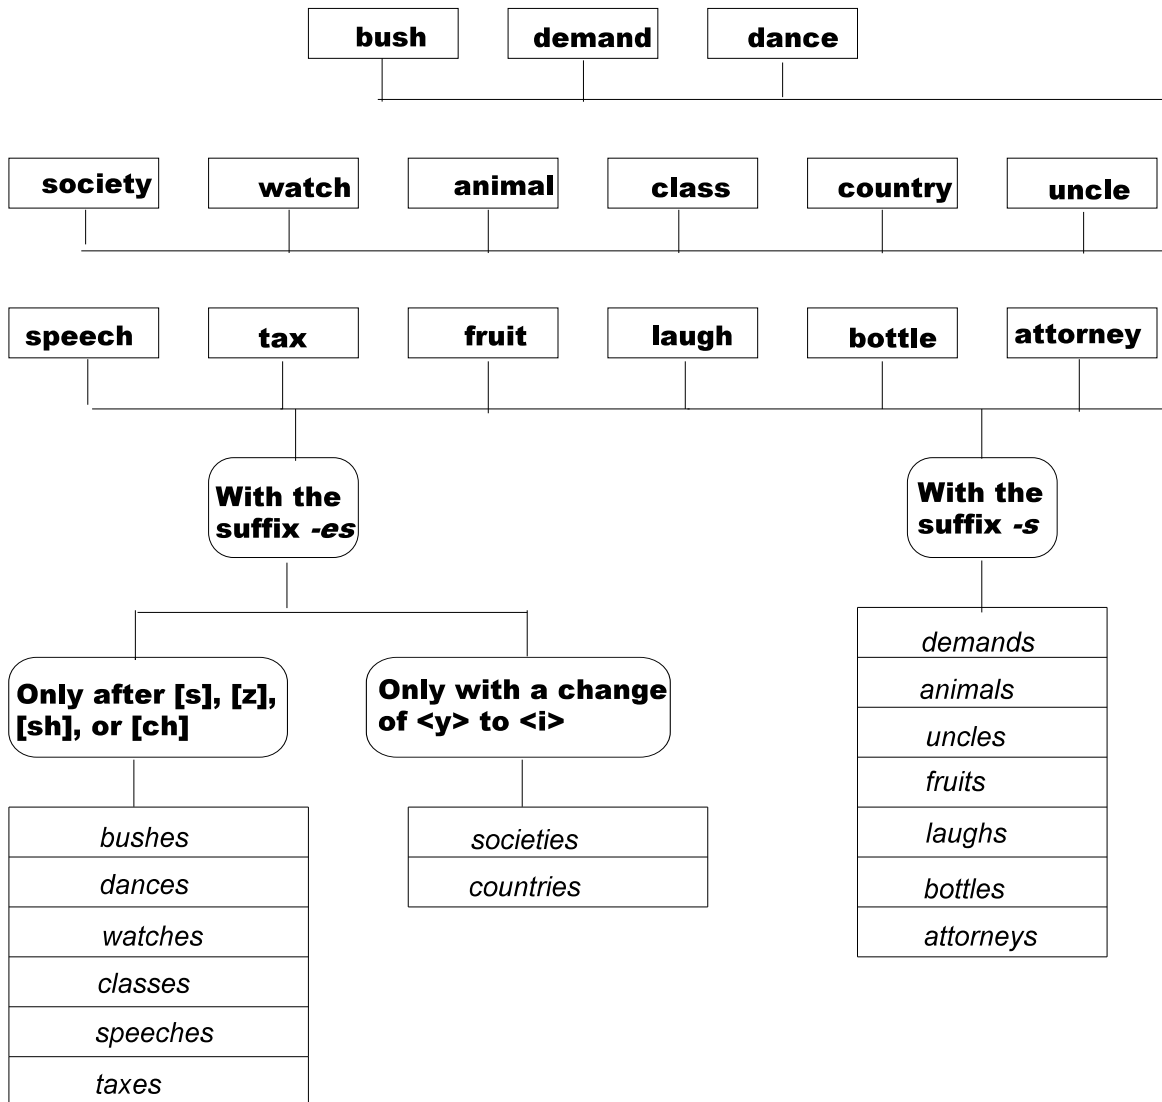 bush demand dance
society watch animal class country uncle
speech tax fruit laugh bottle attorney
With the
suffix -es
With the
suffix -s
Only after [s], [z],
[sh], or [ch]
Only with a change
of <y> to <i>
bushes
dances
watches
classes
speeches
taxes
societies
countries
demands
animals
uncles
fruits
laughs
bottles
attorneys